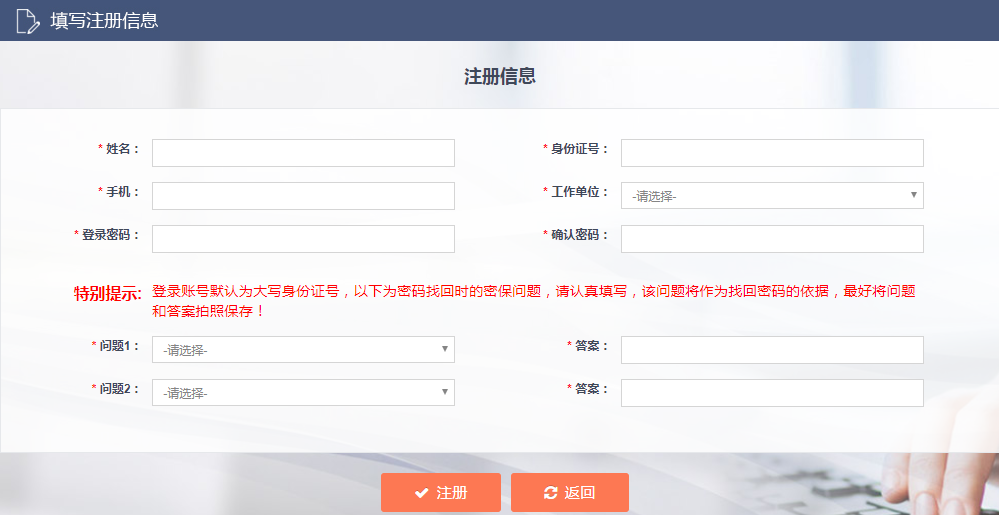 填写注册信息
注册信息
* 姓名： * 身份证号：
* 手机： * 工作单位： -请选择-
* 登录密码： * 确认密码：
特别提示: 登录账号默认为大写身份证号，以下为密码找回时的密保问题，请认真填写，该问题将作为找回密码的依据，最好将问题
和答案拍照保存！
* 问题1： -请选择- * 答案：
* 问题2： -请选择- * 答案：
注册 返回